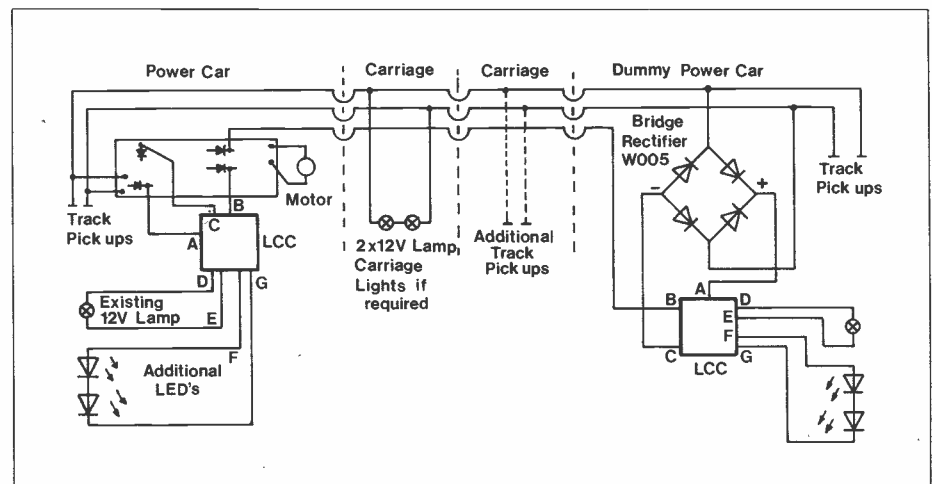 Power Car
Carriage
Carriage
Dummy Power Car
Bridge
Rectifier
W005
-
+
Track
Pick ups
Motor
Track
Pick ups
B
C
A
LCC
D
G
Existing
12V Lamp
E
F
Additional
LED's
2x12V Lamp
Carriage
Lights if
required
Additional
Track
Pick ups
A
B
D
E
F
C
G
LCC